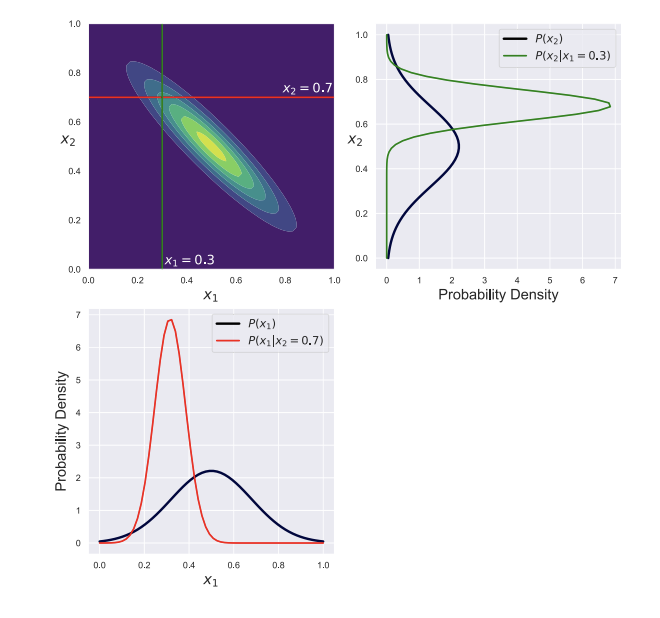 1.0
0.8
0.6
0.4
0.2
0.0
x₂
x₂ = 0.7
x₁ = 0.3
0.0 0.2 0.4 0.6 0.8 1.0
x₁
1.0
0.8
0.6
0.4
0.2
0.0
x₂
P(x₂)
P(x₂|x₁ = 0.3)
0 1 2 3 4 5 6 7
Probability Density
7
6
5
4
3
2
1
0
Probability Density
P(x₁)
P(x₁|x₂ = 0.7)
0.0 0.2 0.4 0.6 0.8 1.0
x₁